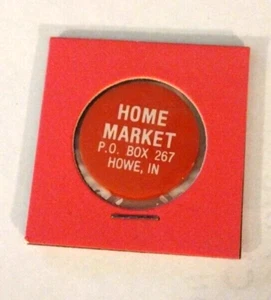 HOME
MARKET
P.O. BOX 267
HOWE, IN